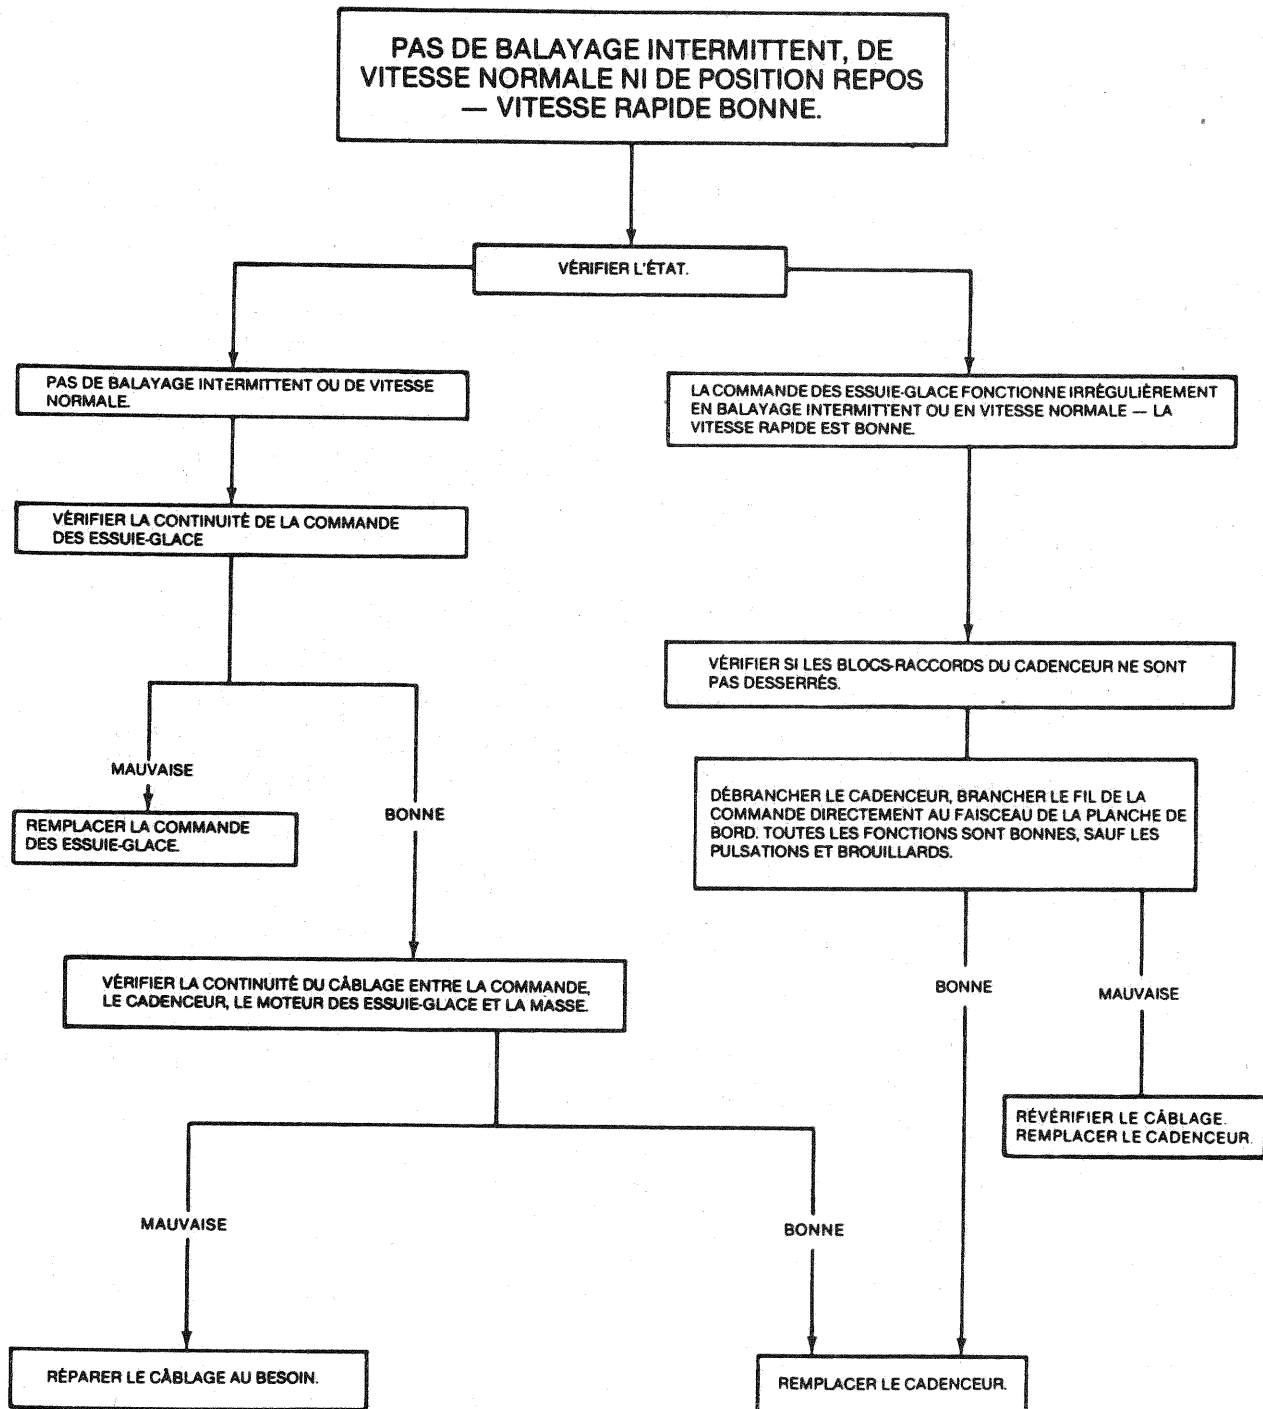 PAS DE BALAYAGE INTERMITTENT, DE
VITESSE NORMALE NI DE POSITION REPOS
— VITESSE RAPIDE BONNE.
VÉRIFIER L'ÉTAT.
PAS DE BALAYAGE INTERMITTENT OU DE VITESSE
NORMALE.
LA COMMANDE DES ESSUIE-GLACE FONCTIONNE IRRÉGULIÈREMENT
EN BALAYAGE INTERMITTENT OU EN VITESSE NORMALE — LA
VITESSE RAPIDE EST BONNE.
VÉRIFIER LA CONTINUITÉ DE LA COMMANDE
DES ESSUIE-GLACE
VÉRIFIER SI LES BLOCS-RACCORDS DU CADENCEUR NE SONT
PAS DESSERRÉS.
MAUVAISE
BONNE
REMPLACER LA COMMANDE
DES ESSUIE-GLACE.
DÉBRANCHER LE CADENCEUR, BRANCHER LE FIL DE LA
COMMANDE DIRECTEMENT AU FAISCEAU DE LA PLANCHE DE
BORD. TOUTES LES FONCTIONS SONT BONNES, SAUF LES
PULSATIONS ET BROUILLARDS.
VÉRIFIER LA CONTINUITÉ DU CÂBLAGE ENTRE LA COMMANDE,
LE CADENCEUR, LE MOTEUR DES ESSUIE-GLACE ET LA MASSE.
BONNE
MAUVAISE
RÉVÉRIFIER LE CÂBLAGE.
REMPLACER LE CADENCEUR.
MAUVAISE
BONNE
RÉPARER LE CÂBLAGE AU BESOIN.
REMPLACER LE CADENCEUR.